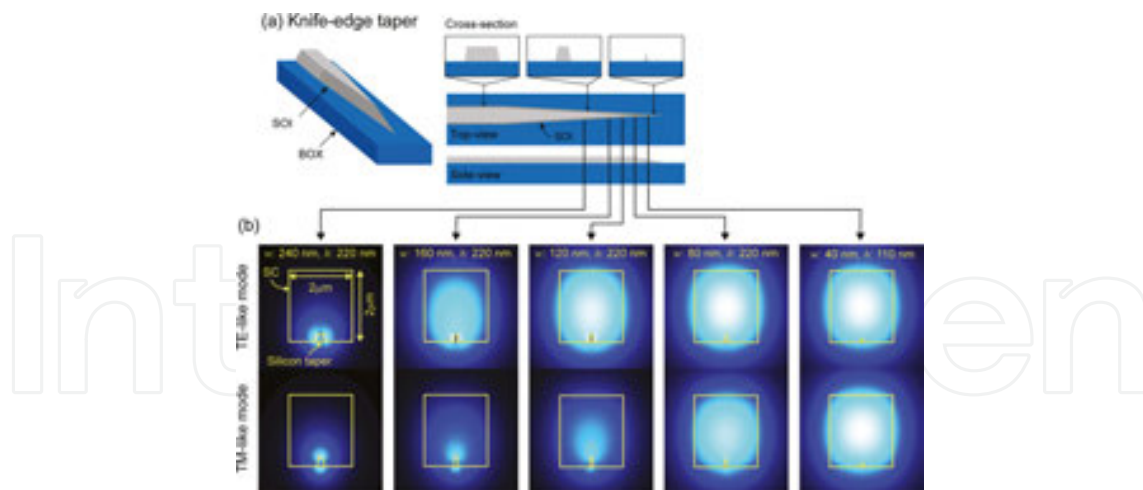 (a) Knife-edge taper
Cross-section
SOI
BOX
SOI
Top-view
Side-view
(b)
w: 240 nm, h: 220 nm
w: 160 nm, h: 220 nm
w: 120 nm, h: 220 nm
w: 80 nm, h: 220 nm
w: 40 nm, h: 110 nm
SC
2μm
2μm
Silicon taper
TE-like mode
TM-like mode